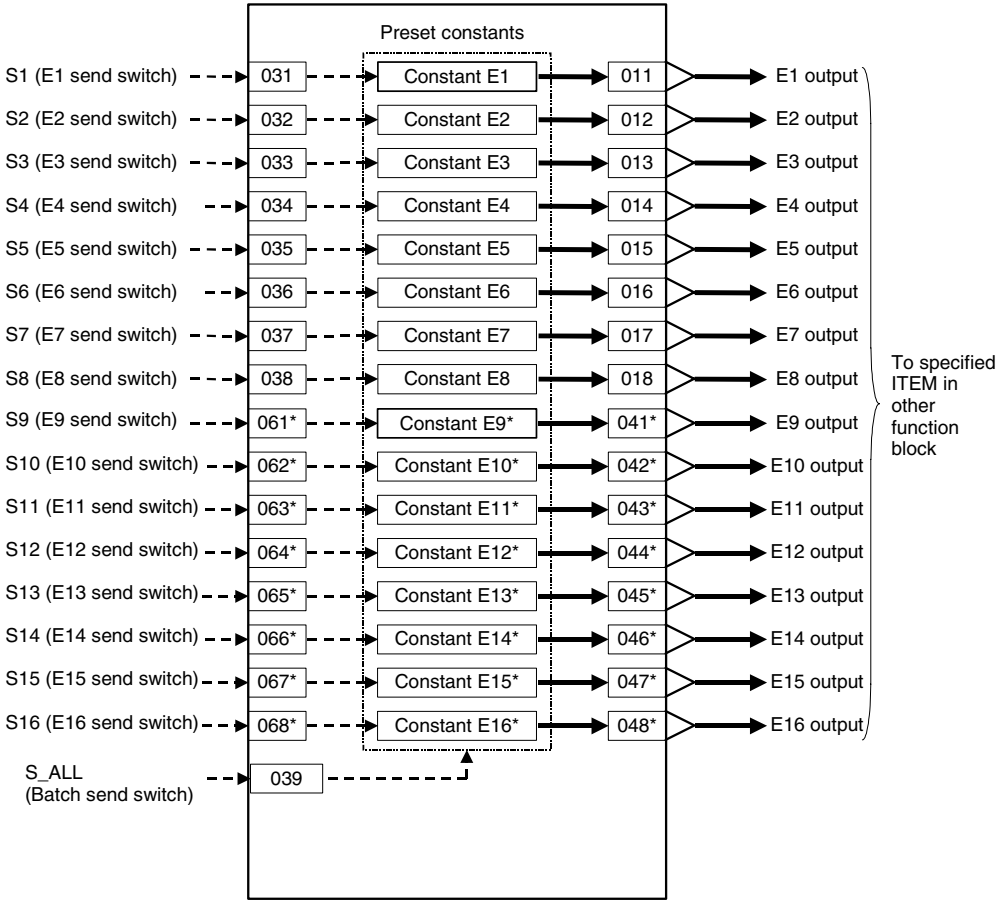 Preset constants
S1 (E1 send switch) 031 Constant E1 011 E1 output
S2 (E2 send switch) 032 Constant E2 012 E2 output
S3 (E3 send switch) 033 Constant E3 013 E3 output
S4 (E4 send switch) 034 Constant E4 014 E4 output
S5 (E5 send switch) 035 Constant E5 015 E5 output
S6 (E6 send switch) 036 Constant E6 016 E6 output
S7 (E7 send switch) 037 Constant E7 017 E7 output
S8 (E8 send switch) 038 Constant E8 018 E8 output
S9 (E9 send switch) 061* Constant E9* 041* E9 output
S10 (E10 send switch) 062* Constant E10* 042* E10 output
S11 (E11 send switch) 063* Constant E11* 043* E11 output
S12 (E12 send switch) 064* Constant E12* 044* E12 output
S13 (E13 send switch) 065* Constant E13* 045* E13 output
S14 (E14 send switch) 066* Constant E14* 046* E14 output
S15 (E15 send switch) 067* Constant E15* 047* E15 output
S16 (E16 send switch) 068* Constant E16* 048* E16 output
To specified
ITEM in
other
function
block
S_ALL
(Batch send switch)
039